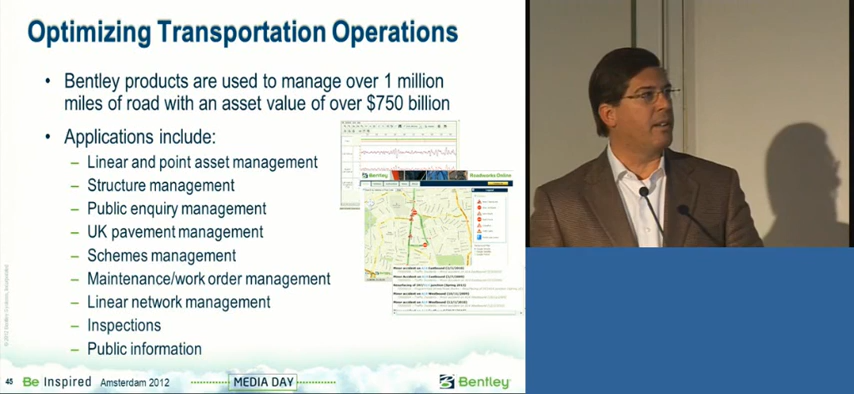 Optimizing Transportation Operations
• Bentley products are used to manage over 1 million
miles of road with an asset value of over $750 billion
• Applications include:
– Linear and point asset management
– Structure management
– Public enquiry management
– UK pavement management
– Schemes management
– Maintenance/work order management
– Linear network management
– Inspections
– Public information
Bentley Roadworks Online
45 Be Inspired Amsterdam 2012 MEDIA DAY Bentley